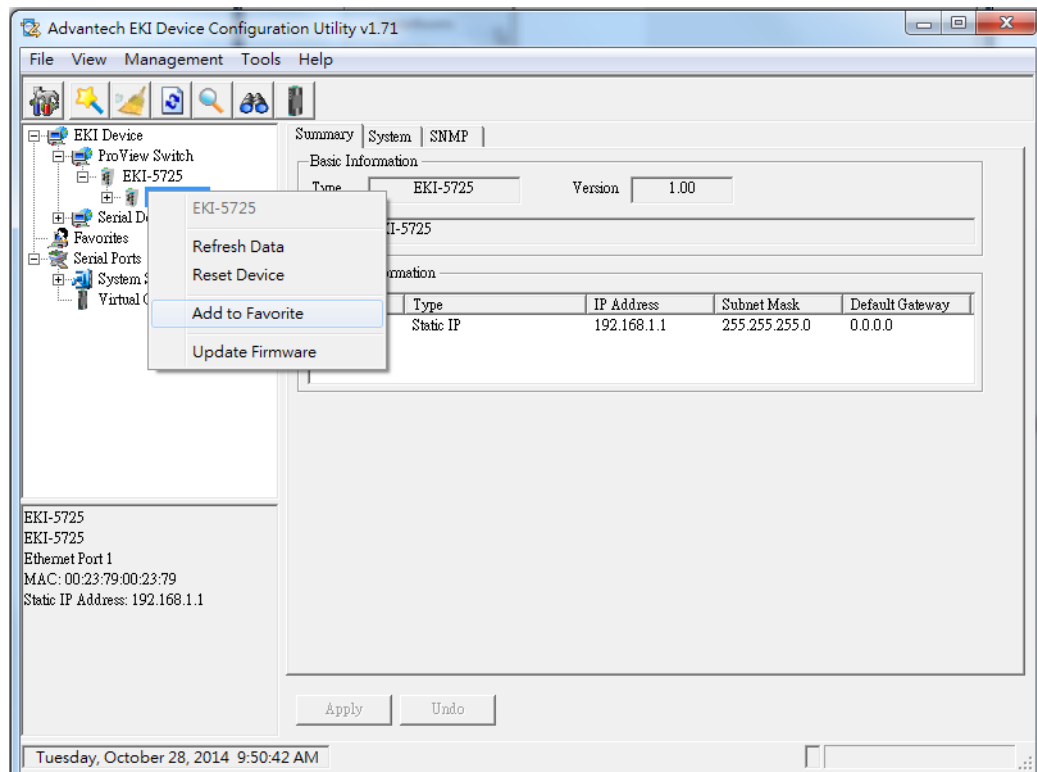 Advantech EKI Device Configuration Utility v1.71
File View Management Tools Help
EKI Device
ProView Switch
EKI-5725
Serial D
Favorites
Serial Ports
System S
Virtual C
EKI-5725
Refresh Data
Reset Device
Add to Favorite
Update Firmware
Summary System SNMP
Basic Information
Type EKI-5725 Version 1.00
I-5725
rmation
Type IP Address Subnet Mask Default Gateway
Static IP 192.168.1.1 255.255.255.0 0.0.0.0
EKI-5725
EKI-5725
Ethernet Port 1
MAC: 00:23:79:00:23:79
Static IP Address: 192.168.1.1
Apply Undo
Tuesday, October 28, 2014 9:50:42 AM